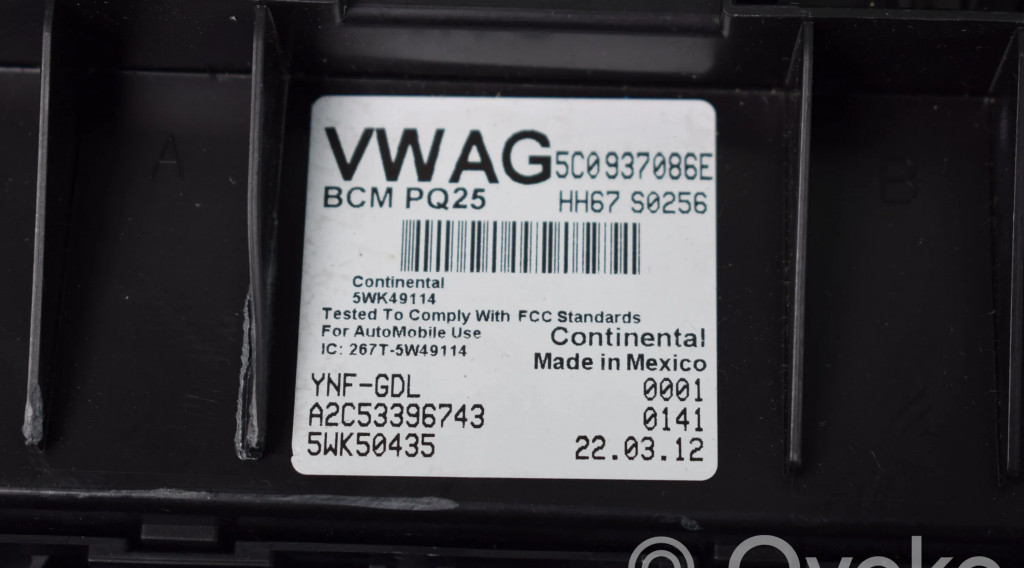 A
B
VWAG 5C0937086E
BCM PQ25 HH67 S0256
Continental
5WK49114
Tested To Comply With FCC Standards
For AutoMobile Use
IC: 267T-5W49114
Continental
Made in Mexico
YNF-GDL 0001
A2C53396743 0141
5WK50435 22.03.12
© Ovoko